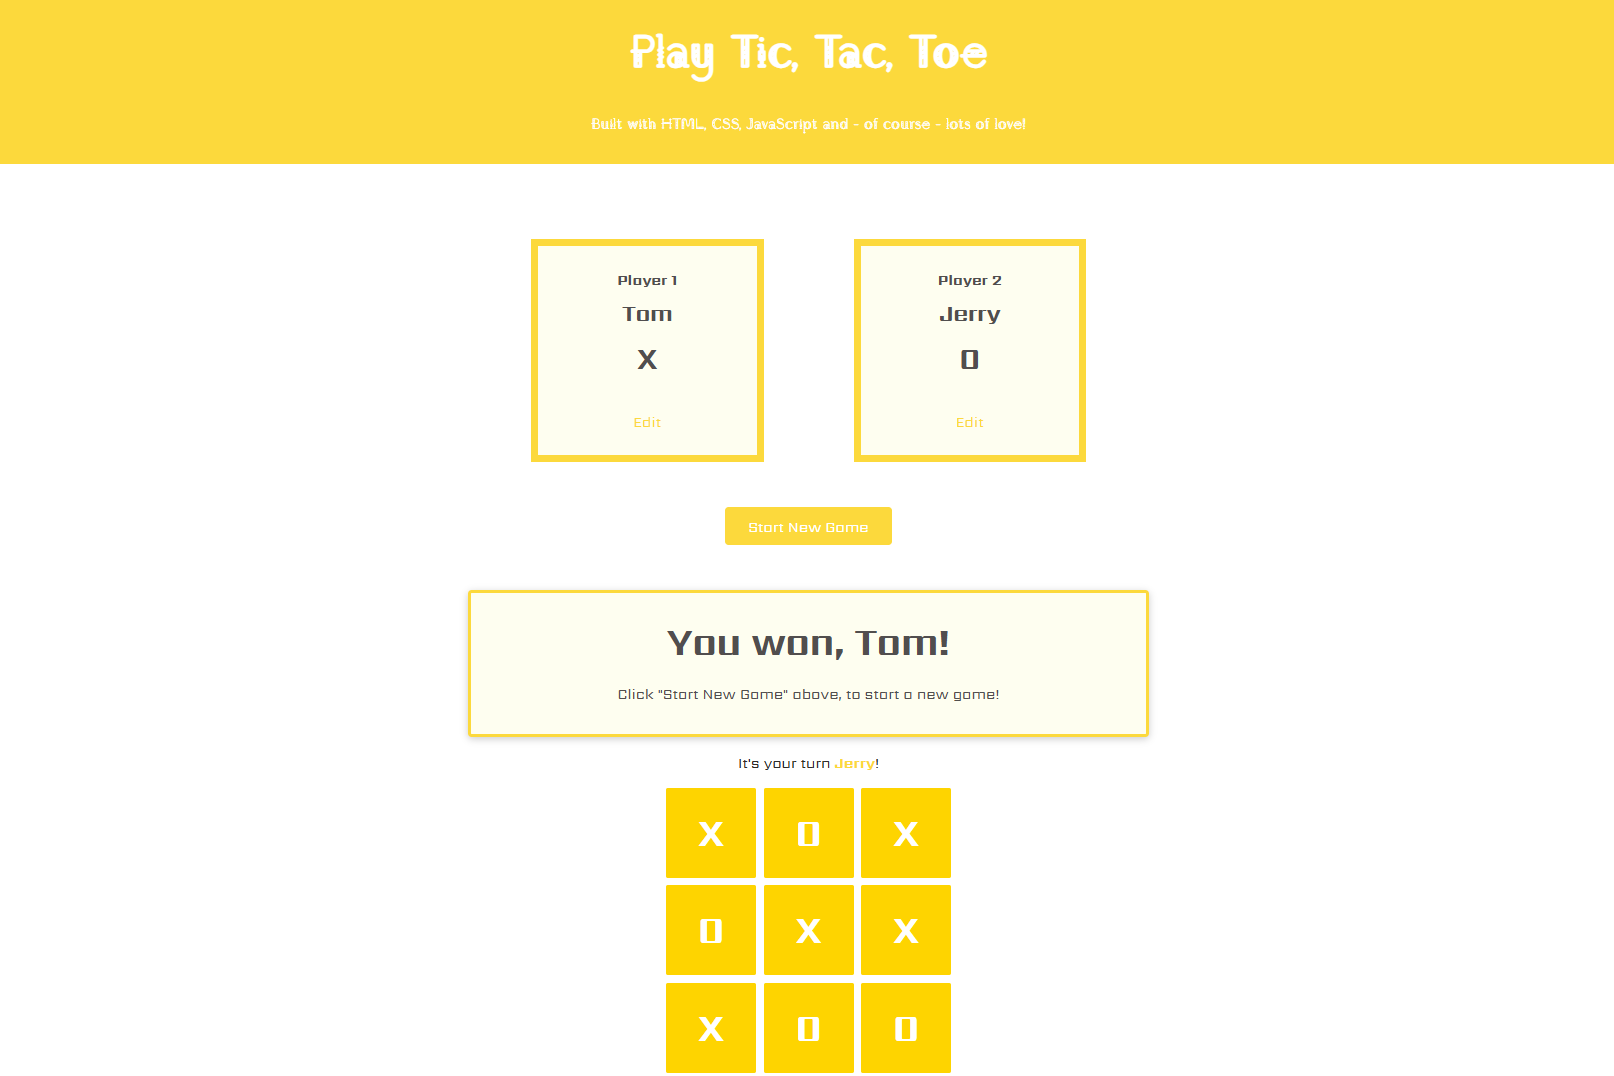 Play Tic, Tac, Toe
Built with HTML, CSS, JavaScript and - of course - lots of love!
Player 1
Tom
X
Edit
Player 2
Jerry
O
Edit
Start New Game
You won, Tom!
Click "Start New Game" above, to start a new game!
It's your turn Jerry!
X O X
O X X
X O O